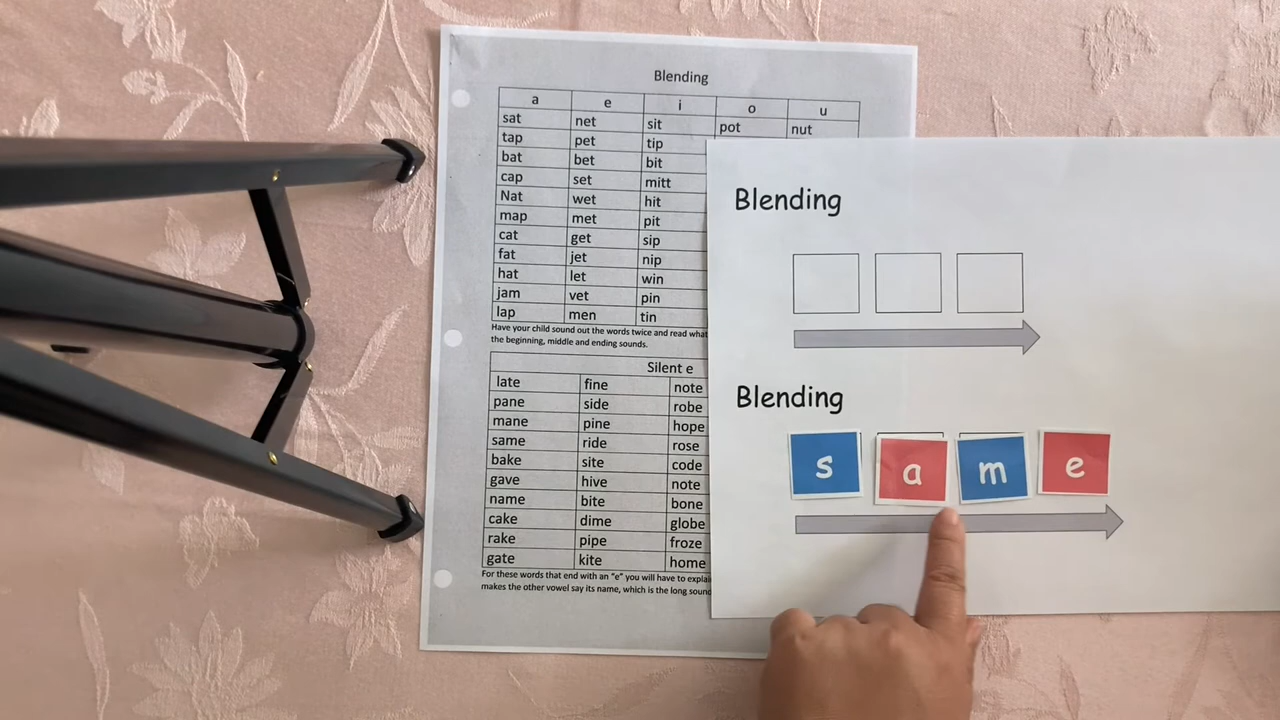 Blending
a e i o u
sat net sit pot nut
tap pet tip
bat bet bit
cap set mitt
Nat wet hit
map met pit
cat get sip
fat jet nip
hat let win
jam vet pin
lap men tin
Have your child sound out the words twice and read what
the beginning, middle and ending sounds.
Silent e
late fine note
pane side robe
mane pine hope
same ride rose
bake site code
gave hive note
name bite bone
cake dime globe
rake pipe froze
gate kite home
For these words that end with an "e" you will have to
makes the other vowel say its name, which is the long
Blending
Blending
s a m e